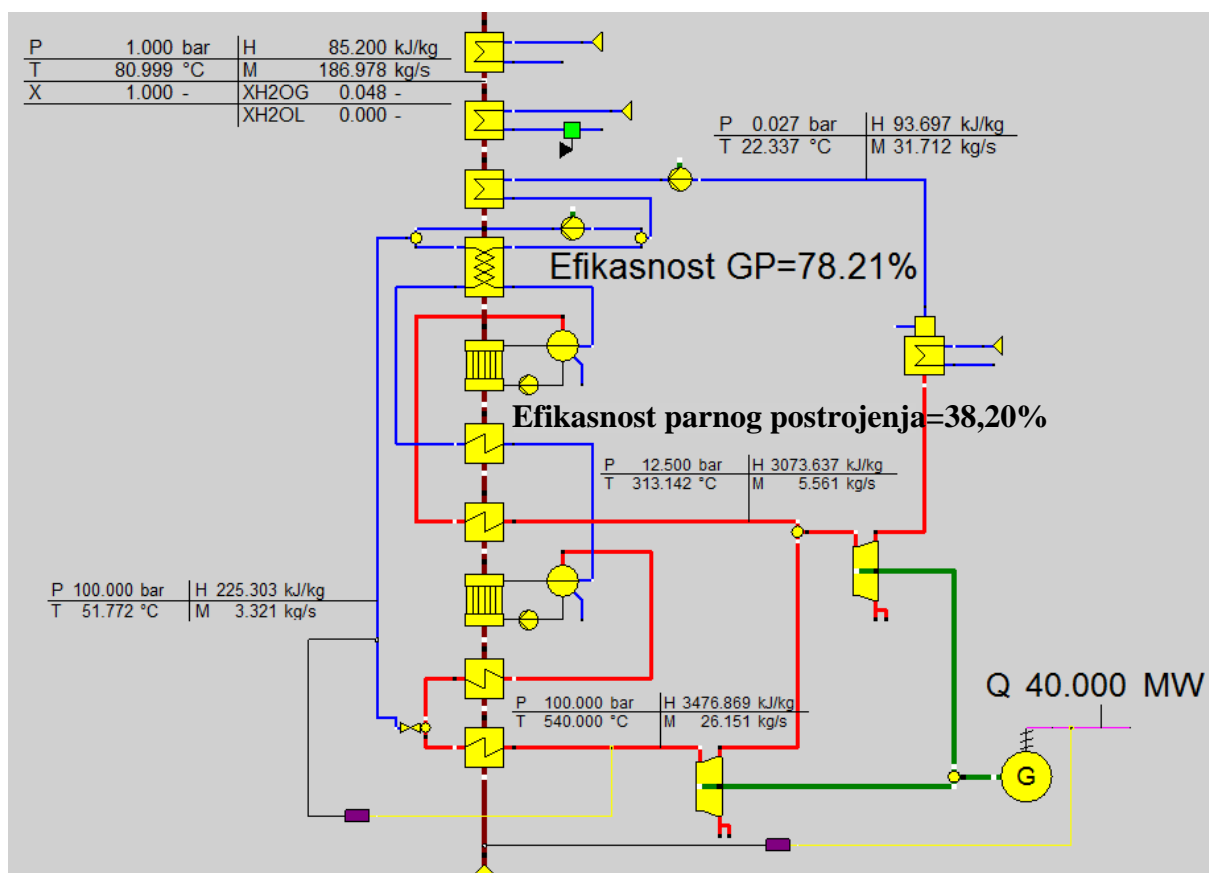 P 1.000 bar H 85.200 kJ/kg
T 80.999 °C M 186.978 kg/s
X 1.000 - XH2OG 0.048 -
XH2OL 0.000 -
P 0.027 bar H 93.697 kJ/kg
T 22.337 °C M 31.712 kg/s
Efikasnost GP=78.21%
Efikasnost parnog postrojenja=38,20%
P 12.500 bar H 3073.637 kJ/kg
T 313.142 °C M 5.561 kg/s
P 100.000 bar H 225.303 kJ/kg
T 51.772 °C M 3.321 kg/s
P 100.000 bar H 3476.869 kJ/kg
T 540.000 °C M 26.151 kg/s
Q 40.000 MW
G